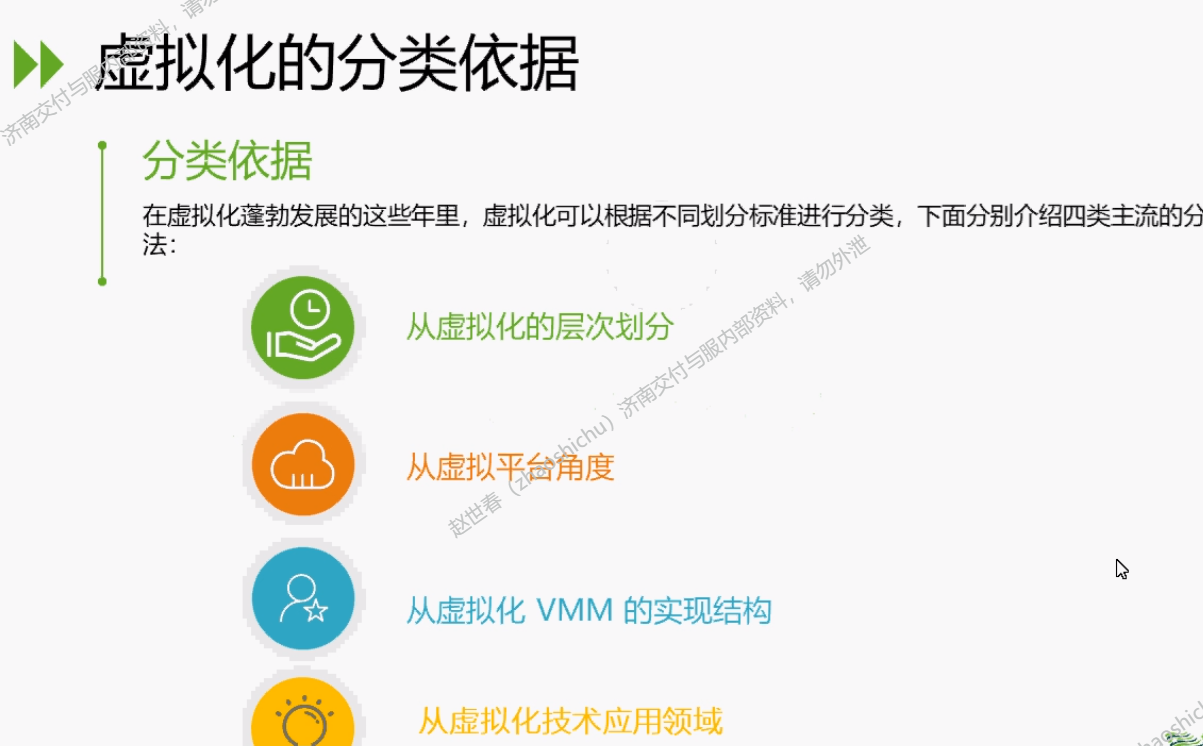 虚拟化的分类依据
分类依据
在虚拟化蓬勃发展的这些年里，虚拟化可以根据不同划分标准进行分类，下面分别介绍四类主流的分
法：
从虚拟化的层次划分
从虚拟平台角度
从虚拟化 VMM 的实现结构
从虚拟化技术应用领域
济南交付与服内部资料，请勿
赵世春（zhaoshichu）济南交付与服内部资料，请勿外泄
haoshich